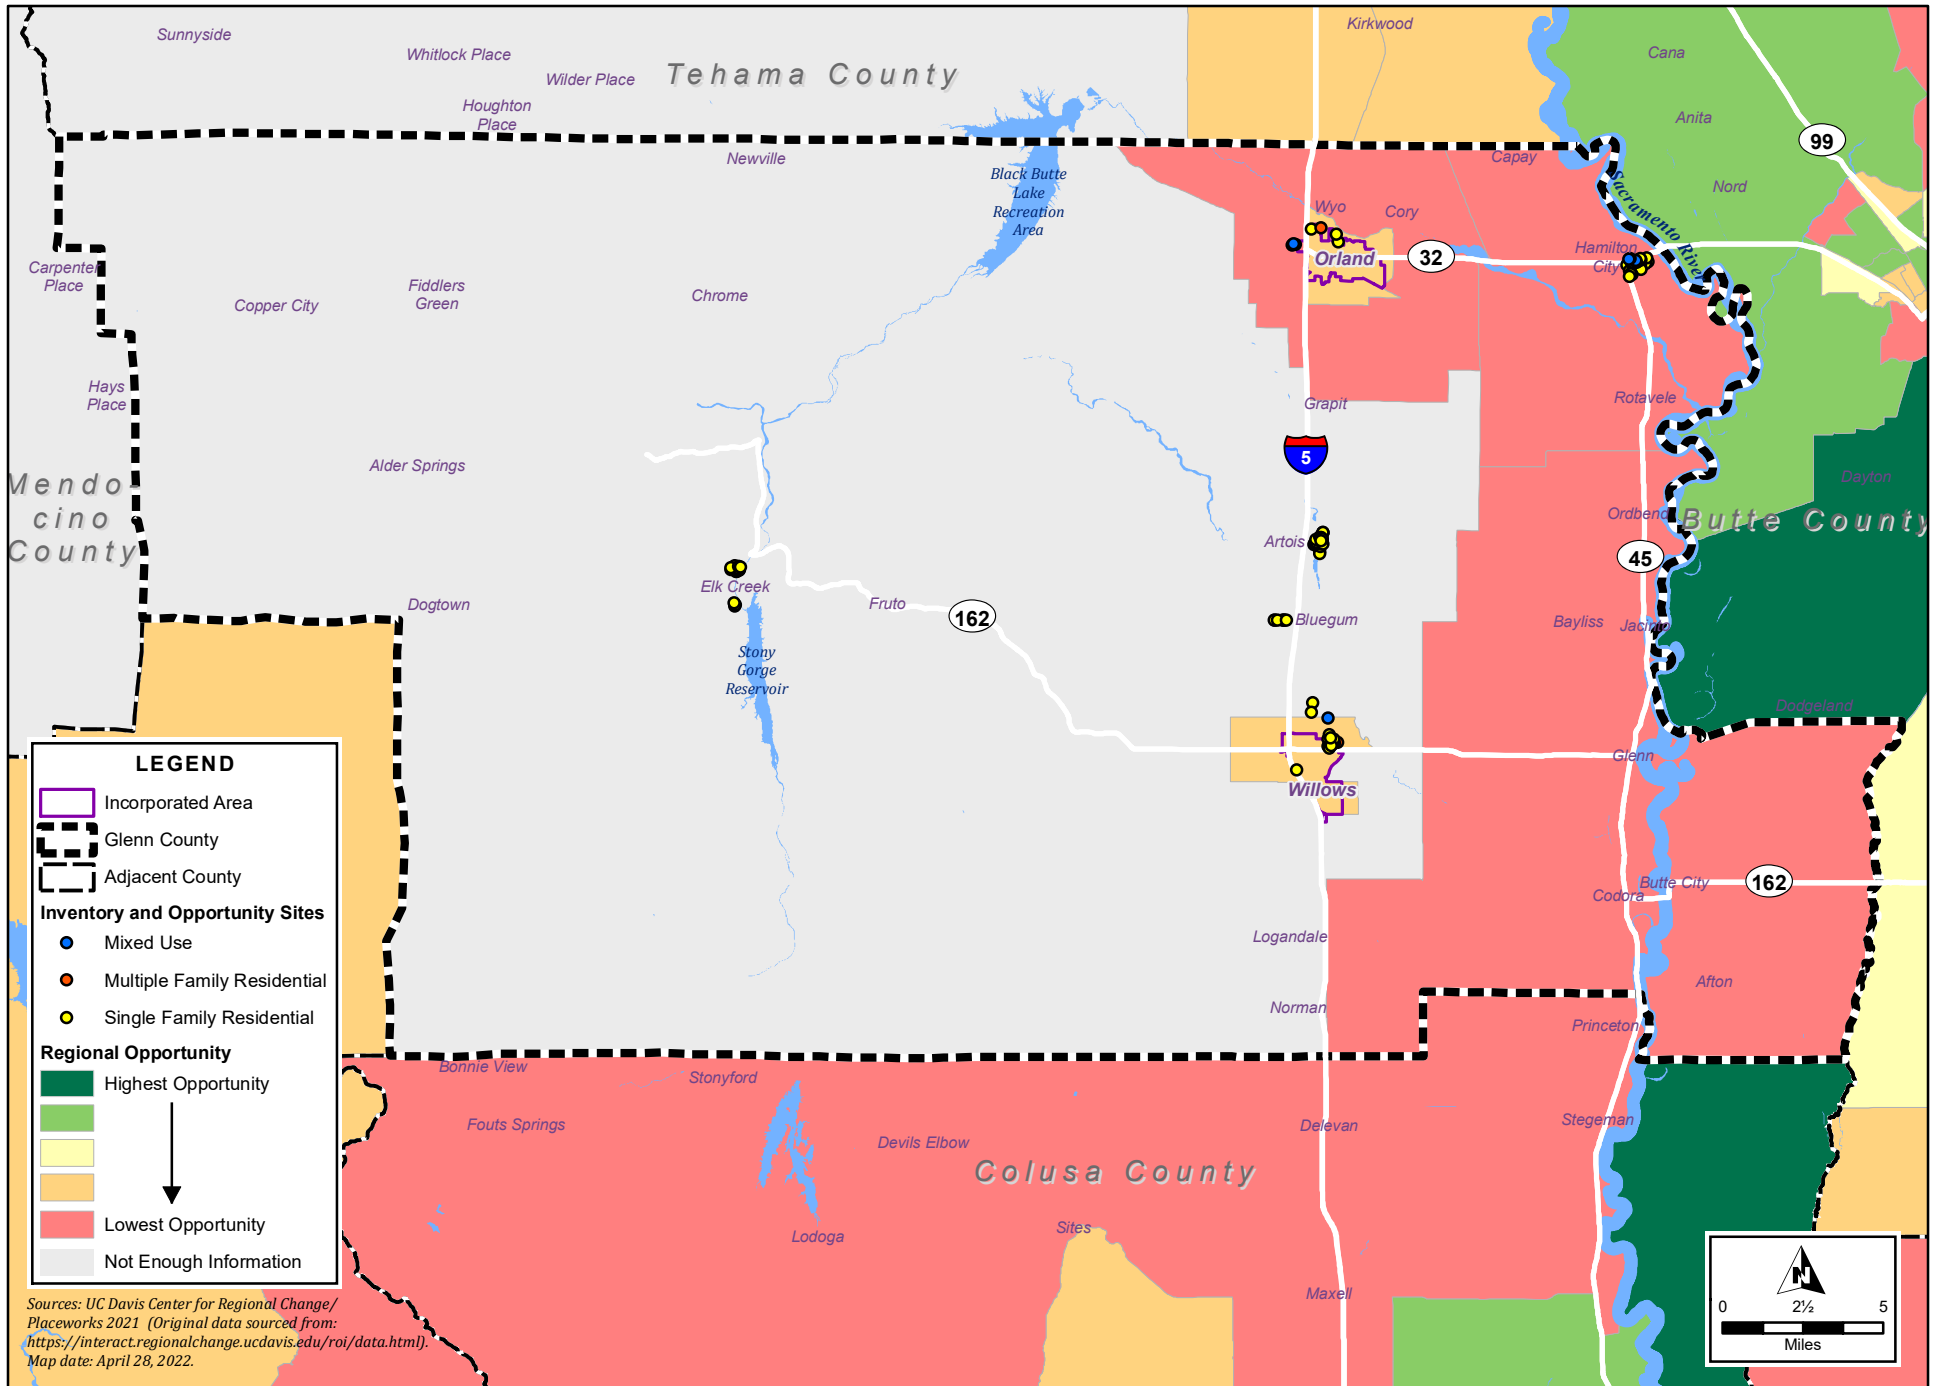 Sunnyside
Whitlock Place
Wilder Place
Houghton
Place
Tehama County
Kirkwood
Cana
Anita
99
Nord
Newville
Black Butte
Lake
Recreation
Area
Capay
Sacramento River
Wyo
Cory
Orland
32
Hamilton
City
Carpenter
Place
Copper City
Fiddlers
Green
Chrome
Hays
Place
Grapit
Rotavele
5
Alder Springs
Mendo-
cino
County
Dayton
Ordbend
Butte County
Artois
45
Elk Creek
Dogtown
Fruto
162
Bluegum
Bayliss
Jacinto
Stony
Gorge
Reservoir
Dodgeland
Glenn
Willows
Butte City
162
Codora
Logandale
Afton
Norman
Princeton
Bonnie View
Stonyford
Fouts Springs
Devils Elbow
Delevan
Stegeman
Colusa County
Sites
Lodoga
Maxell
LEGEND
Incorporated Area
Glenn County
Adjacent County
Inventory and Opportunity Sites
Mixed Use
Multiple Family Residential
Single Family Residential
Regional Opportunity
Highest Opportunity
Lowest Opportunity
Not Enough Information
Sources: UC Davis Center for Regional Change/
Placeworks 2021 (Original data sourced from:
https://interact.regionalchange.ucdavis.edu/roi/data.html).
Map date: April 28, 2022.
N
0 2½ 5
Miles